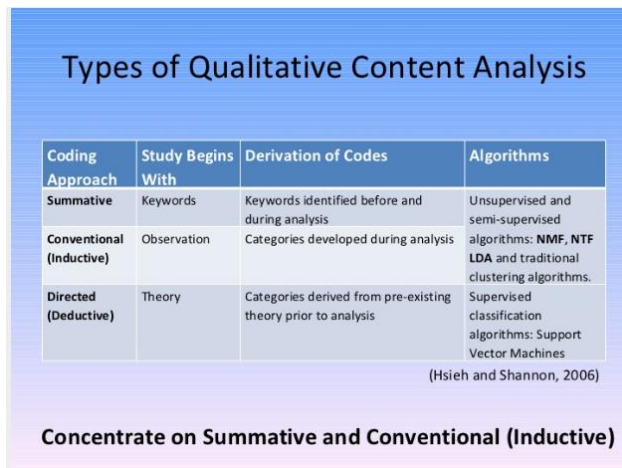 Types of Qualitative Content Analysis
Coding Approach | Study Begins With | Derivation of Codes | Algorithms
Summative | Keywords | Keywords identified before and during analysis | Unsupervised and semi-supervised algorithms: NMF, NTF LDA and traditional clustering algorithms.
Conventional (Inductive) | Observation | Categories developed during analysis
Directed (Deductive) | Theory | Categories derived from pre-existing theory prior to analysis | Supervised classification algorithms: Support Vector Machines
(Hsieh and Shannon, 2006)
Concentrate on Summative and Conventional (Inductive)